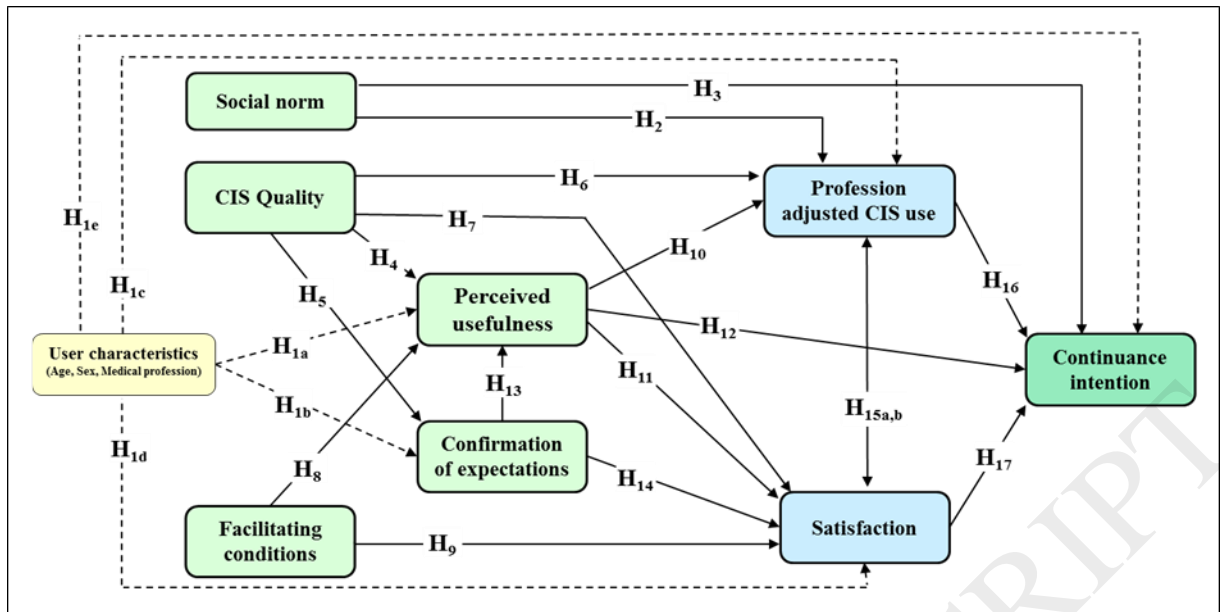 Social norm
H3
H2
CIS Quality
H6
Profession
adjusted CIS use
H7
H1e
H4
H10
H1c
H5
Perceived
usefulness
H16
H12
User characteristics
(Age, Sex, Medical profession)
H1a
H11
Continuance
intention
H13
H1b
H15a,b
H1d
Confirmation
of expectations
H8
H14
H17
Facilitating
conditions
H9
Satisfaction
RIPT